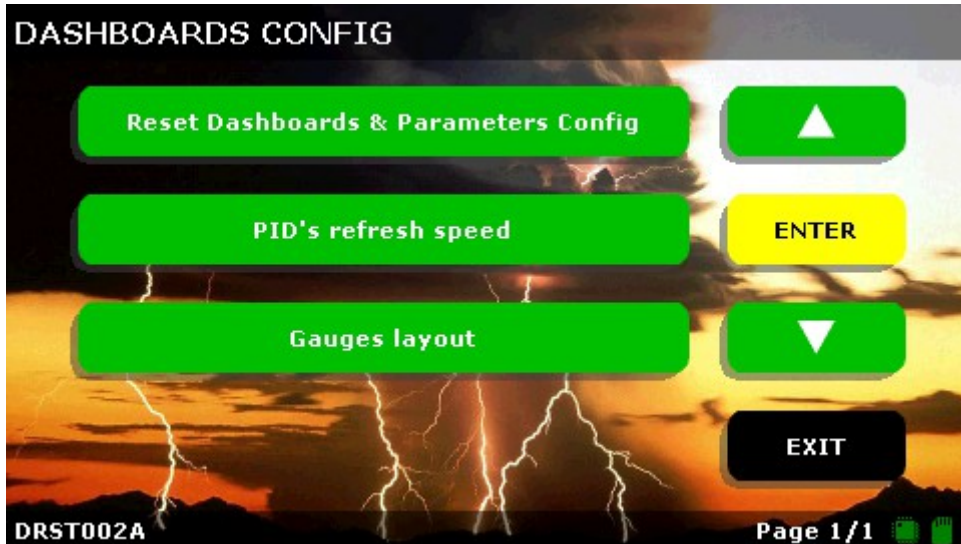 DASHBOARDS CONFIG
Reset Dashboards & Parameters Config
PID's refresh speed
ENTER
Gauges layout
EXIT
DRST002A
Page 1/1